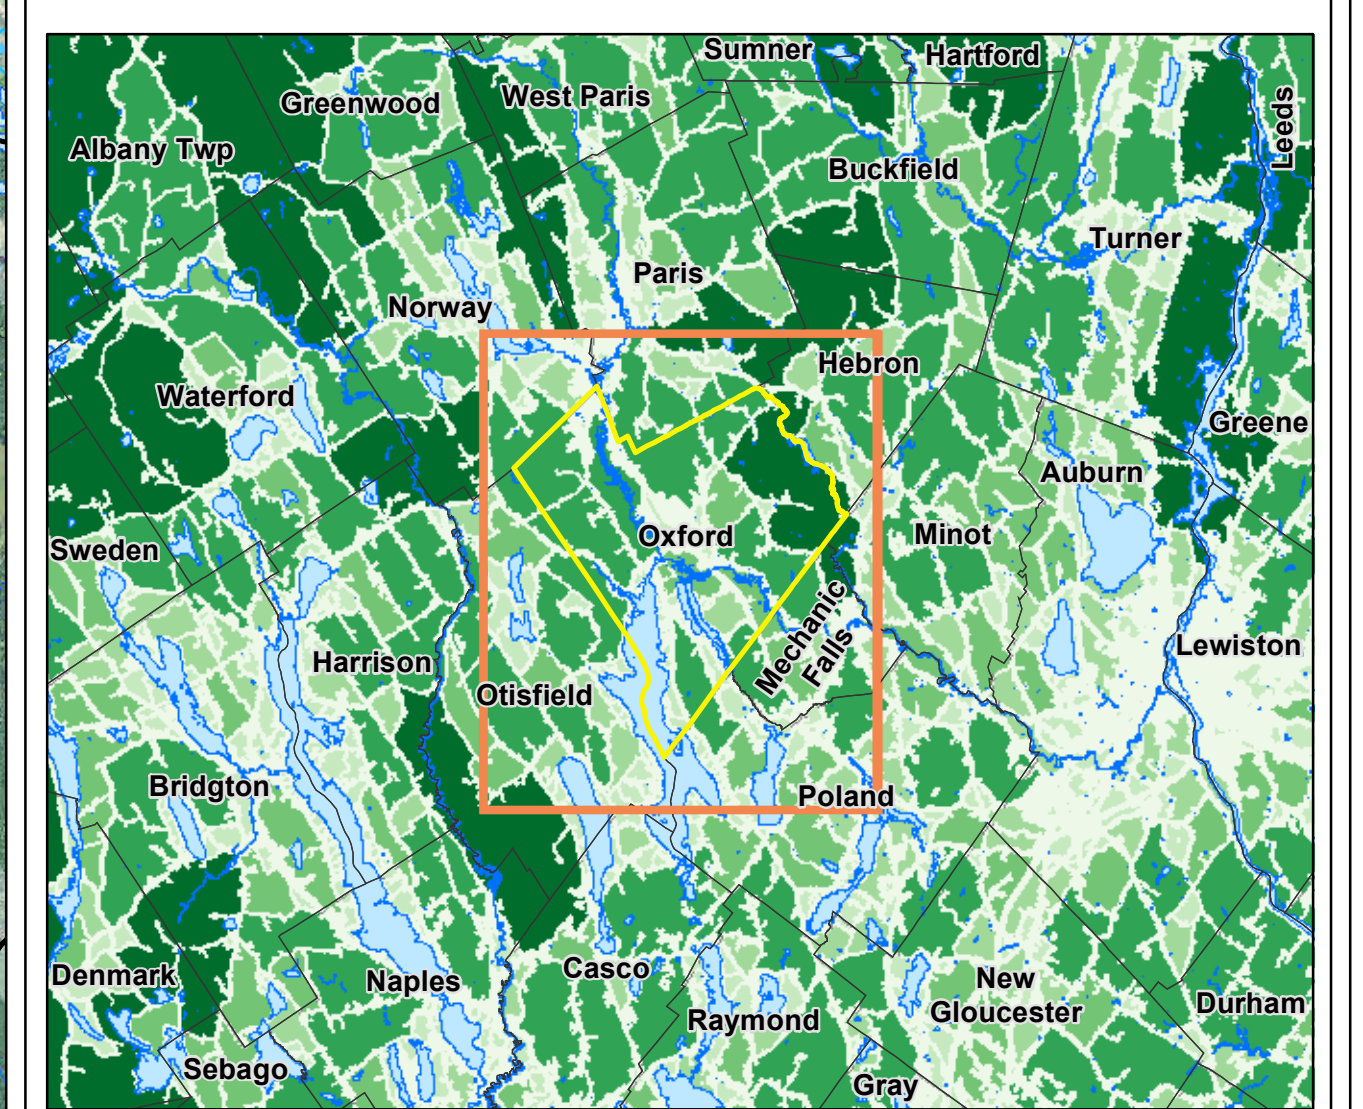 Sumner
Hartford
West Paris
Greenwood
Leeds
Albany Twp
Buckfield
Turner
Paris
Norway
Hebron
Waterford
Greene
Auburn
Minot
Oxford
Sweden
Mechanic
Falls
Lewiston
Harrison
Otisfield
Bridgton
Poland
Casco
Denmark
Naples
New
Gloucester
Durham
Raymond
Sebago
Gray